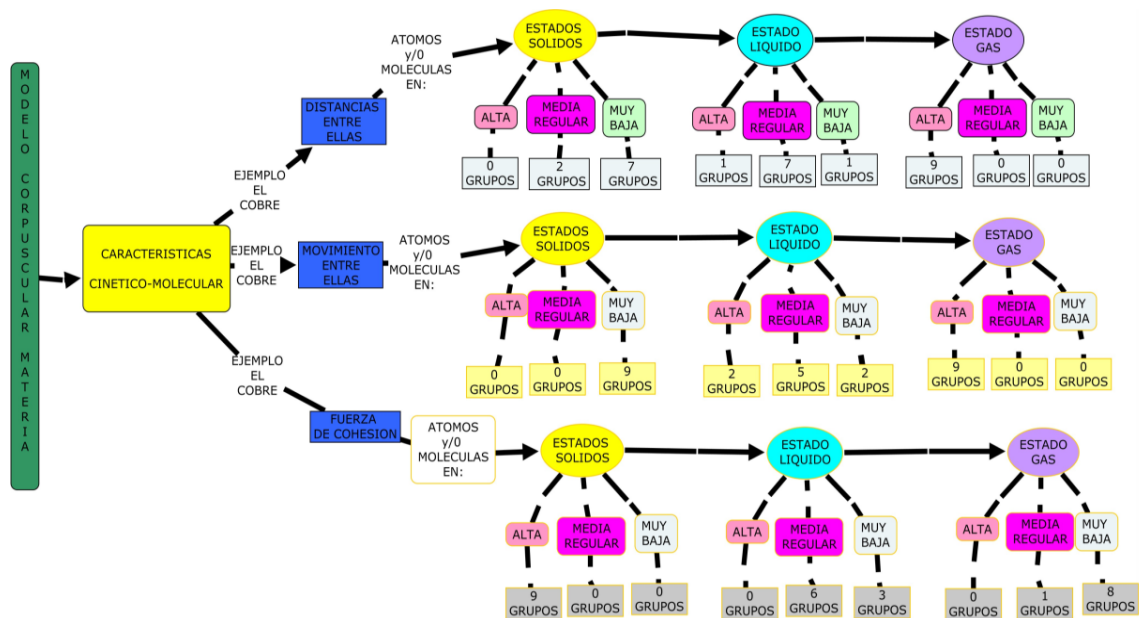 MODELO CORPUSCULAR MATERIA
CARACTERISTICAS
CINETICO-MOLECULAR
EJEMPLO
EL
COBRE
DISTANCIAS
ENTRE
ELLAS
ATOMOS
y/0
MOLECULAS
EN:
ESTADOS
SOLIDOS
ALTA
MEDIA
REGULAR
MUY
BAJA
0
GRUPOS
2
GRUPOS
7
GRUPOS
ESTADO
LIQUIDO
ALTA
MEDIA
REGULAR
MUY
BAJA
1
GRUPOS
7
GRUPOS
1
GRUPOS
ESTADO
GAS
ALTA
MEDIA
REGULAR
MUY
BAJA
9
GRUPOS
0
GRUPOS
0
GRUPOS
EJEMPLO
EL
COBRE
MOVIMIENTO
ENTRE
ELLAS
ATOMOS
y/0
MOLECULAS
EN:
ESTADOS
SOLIDOS
ALTA
MEDIA
REGULAR
MUY
BAJA
0
GRUPOS
0
GRUPOS
9
GRUPOS
ESTADO
LIQUIDO
ALTA
MEDIA
REGULAR
MUY
BAJA
2
GRUPOS
5
GRUPOS
2
GRUPOS
ESTADO
GAS
ALTA
MEDIA
REGULAR
MUY
BAJA
9
GRUPOS
0
GRUPOS
0
GRUPOS
EJEMPLO
EL
COBRE
FUERZA
DE COHESION
ATOMOS
y/0
MOLECULAS
EN:
ESTADOS
SOLIDOS
ALTA
MEDIA
REGULAR
MUY
BAJA
9
GRUPOS
0
GRUPOS
0
GRUPOS
ESTADO
LIQUIDO
ALTA
MEDIA
REGULAR
MUY
BAJA
0
GRUPOS
6
GRUPOS
3
GRUPOS
ESTADO
GAS
ALTA
MEDIA
REGULAR
MUY
BAJA
0
GRUPOS
1
GRUPOS
8
GRUPOS